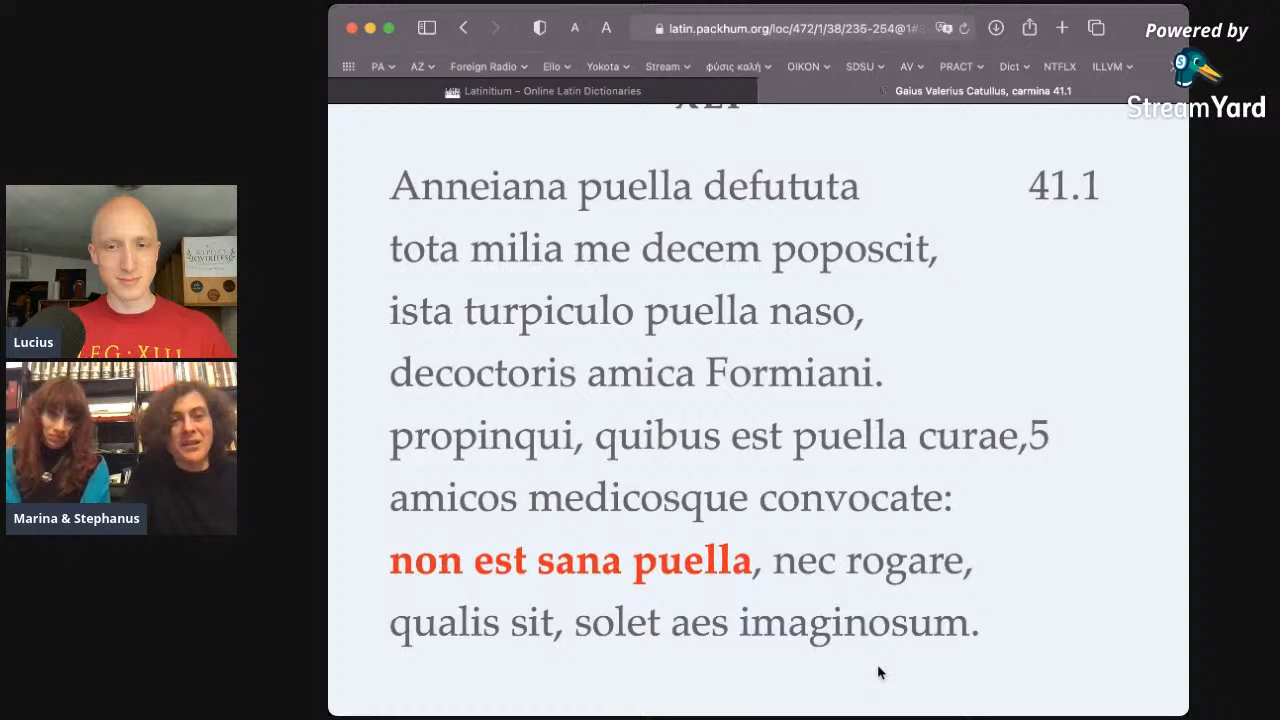 Powered by
StreamYard
latin.packhum.org/loc/472/1/38/235-254@1#
A A
PA AZ Foreign Radio Elio Yokota Stream φύσις καλή OIKON SDSU AV PRACT Dict NTFLX ILLVM
Latinitium – Online Latin Dictionaries
Gaius Valerius Catullus, carmina 41.1
XLI
Anneiana puella defututa 41.1
tota milia me decem poposcit,
ista turpiculo puella naso,
decoctoris amica Formiani.
propinqui, quibus est puella curae,5
amicos medicosque convocate:
non est sana puella, nec rogare,
qualis sit, solet aes imaginosum.
Lucius
LEG·XIII
Marina & Stephanus